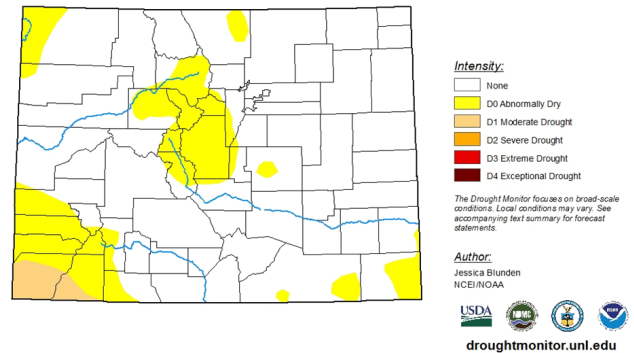 Intensity:
None
D0 Abnormally Dry
D1 Moderate Drought
D2 Severe Drought
D3 Extreme Drought
D4 Exceptional Drought
The Drought Monitor focuses on broad-scale
conditions. Local conditions may vary. See
accompanying text summary for forecast
statements.
Author:
Jessica Blunden
NCEI/NOAA
USDA
NDMC
NOAA
droughtmonitor.unl.edu